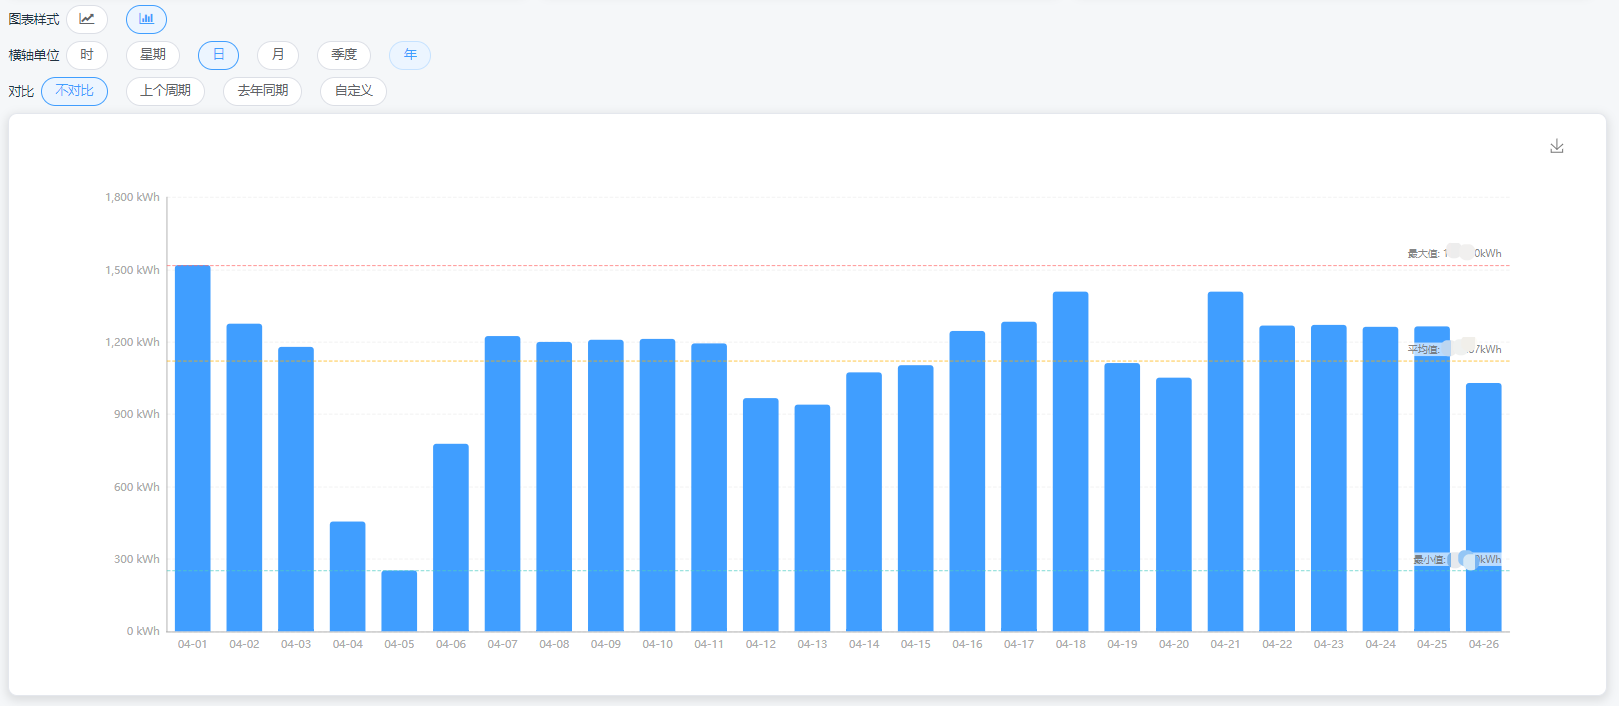 图表样式
横轴单位 时 星期 日 月 季度 年
对比 不对比 上个周期 去年同期 自定义
1,800 kWh
最大值: 0kWh
1,500 kWh
1,200 kWh
平均值: 7kWh
900 kWh
600 kWh
300 kWh
最小值: kWh
0 kWh
04-01 04-02 04-03 04-04 04-05 04-06 04-07 04-08 04-09 04-10 04-11 04-12 04-13 04-14 04-15 04-16 04-17 04-18 04-19 04-20 04-21 04-22 04-23 04-24 04-25 04-26